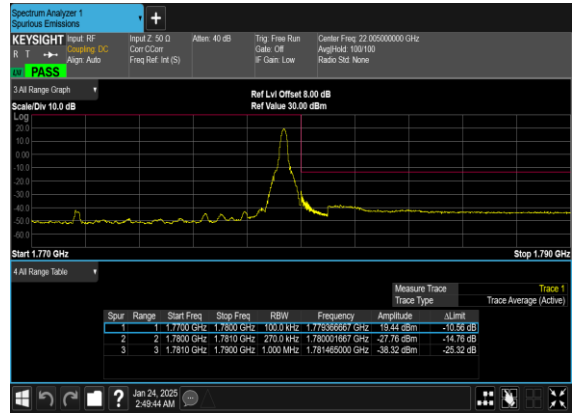 Spectrum Analyzer 1
Spurious Emissions
KEYSIGHT Input: RF Input Z: 50 Ω Atten: 40 dB Trig: Free Run Center Freq: 22.005000000 GHz
R T Coupling: DC Corr CCorr Gate: Off Avg|Hold: 100/100
Align: Auto Freq Ref: Int (S) IF Gain: Low Radio Std: None
PASS
3 All Range Graph
Ref Lvl Offset 8.00 dB
Scale/Div 10.0 dB Ref Value 30.00 dBm
Log
20.0
10.0
0.00
-10.0
-20.0
-30.0
-40.0
-50.0
-60.0
Start 1.770 GHz Stop 1.790 GHz
4 All Range Table
Measure Trace Trace 1
Trace Type Trace Average (Active)
Spur Range Start Freq Stop Freq RBW Frequency Amplitude ΔLimit
1 1 1.7700 GHz 1.7800 GHz 100.0 kHz 1.779366667 GHz 19.44 dBm -10.56 dB
2 2 1.7800 GHz 1.7810 GHz 270.0 kHz 1.780001667 GHz -27.76 dBm -14.76 dB
3 3 1.7810 GHz 1.7900 GHz 1.000 MHz 1.781465000 GHz -38.32 dBm -25.32 dB
? Jan 24, 2025
2:49:44 AM